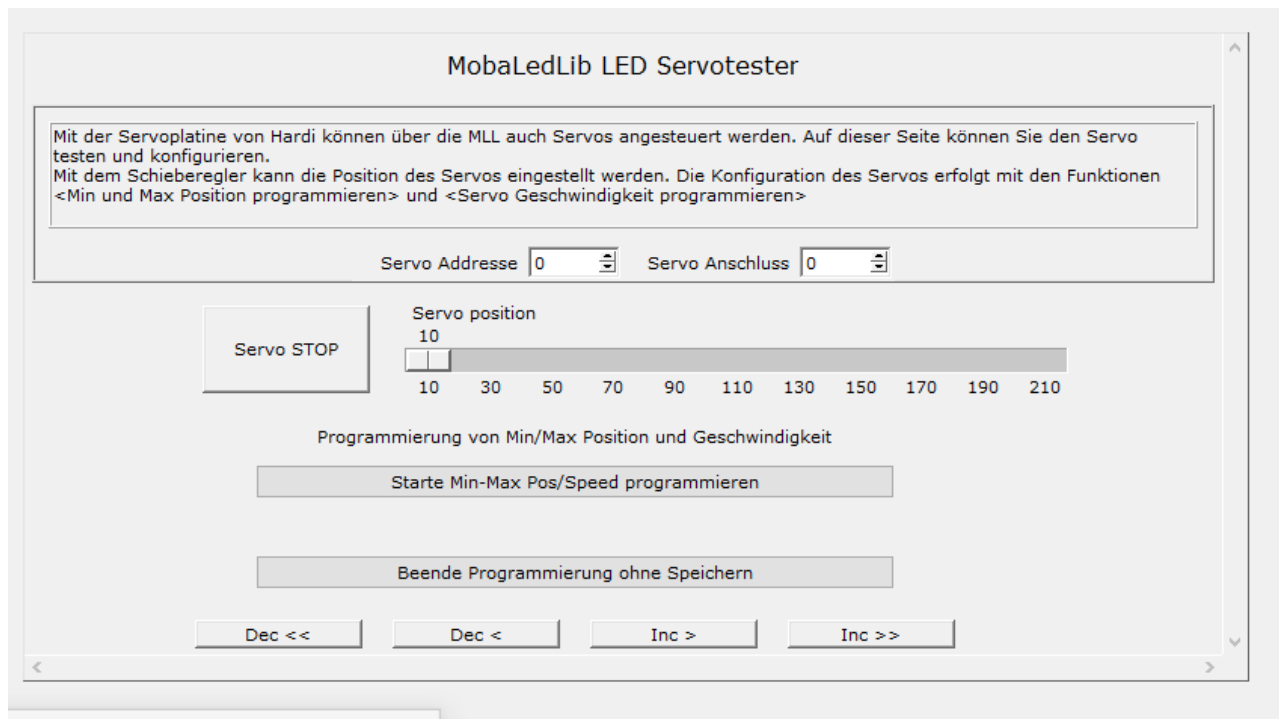 MobaLedLib LED Servotester
Mit der Servoplatine von Hardi können über die MLL auch Servos angesteuert werden. Auf dieser Seite können Sie den Servo
testen und konfigurieren.
Mit dem Schieberegler kann die Position des Servos eingestellt werden. Die Konfiguration des Servos erfolgt mit den Funktionen
<Min und Max Position programmieren> und <Servo Geschwindigkeit programmieren>
Servo Addresse 0 Servo Anschluss 0
Servo STOP
Servo position
10
10 30 50 70 90 110 130 150 170 190 210
Programmierung von Min/Max Position und Geschwindigkeit
Starte Min-Max Pos/Speed programmieren
Beende Programmierung ohne Speichern
Dec << Dec < Inc > Inc >>